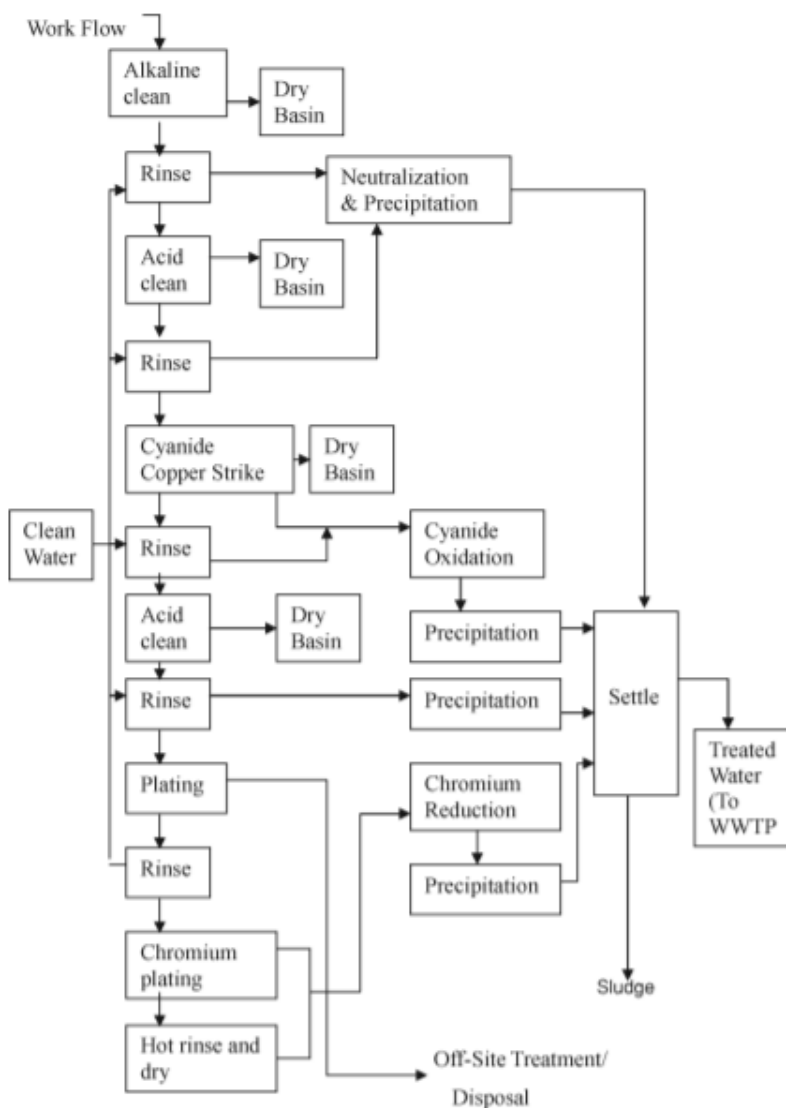 Work Flow
Alkaline
clean
Dry
Basin
Rinse
Neutralization
& Precipitation
Acid
clean
Dry
Basin
Rinse
Cyanide
Copper Strike
Dry
Basin
Clean
Water
Rinse
Cyanide
Oxidation
Acid
clean
Dry
Basin
Precipitation
Rinse
Precipitation
Settle
Treated
Water
(To
WWTP
Plating
Chromium
Reduction
Rinse
Precipitation
Chromium
plating
Sludge
Hot rinse and
dry
Off-Site Treatment/
Disposal